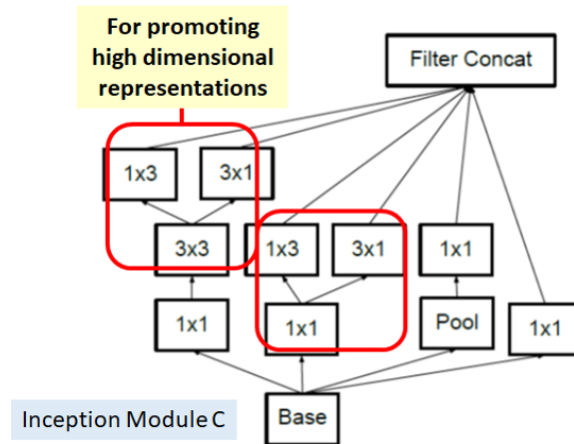 For promoting
high dimensional
representations
Filter Concat
1x3
3x1
3x3
1x3
3x1
1x1
1x1
1x1
Pool
1x1
Base
Inception Module C